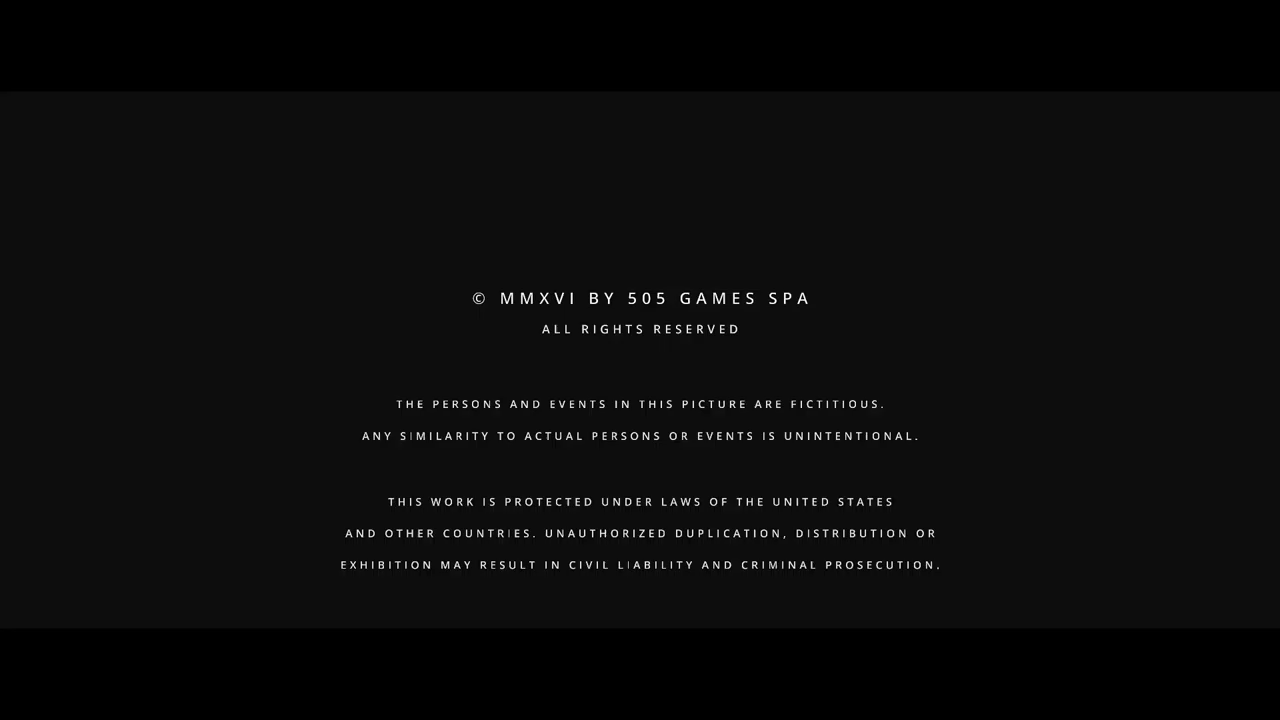 © MMXVI BY 505 GAMES SPA
ALL RIGHTS RESERVED
THE PERSONS AND EVENTS IN THIS PICTURE ARE FICTITIOUS.
ANY SIMILARITY TO ACTUAL PERSONS OR EVENTS IS UNINTENTIONAL.
THIS WORK IS PROTECTED UNDER LAWS OF THE UNITED STATES
AND OTHER COUNTRIES. UNAUTHORIZED DUPLICATION, DISTRIBUTION OR
EXHIBITION MAY RESULT IN CIVIL LIABILITY AND CRIMINAL PROSECUTION.